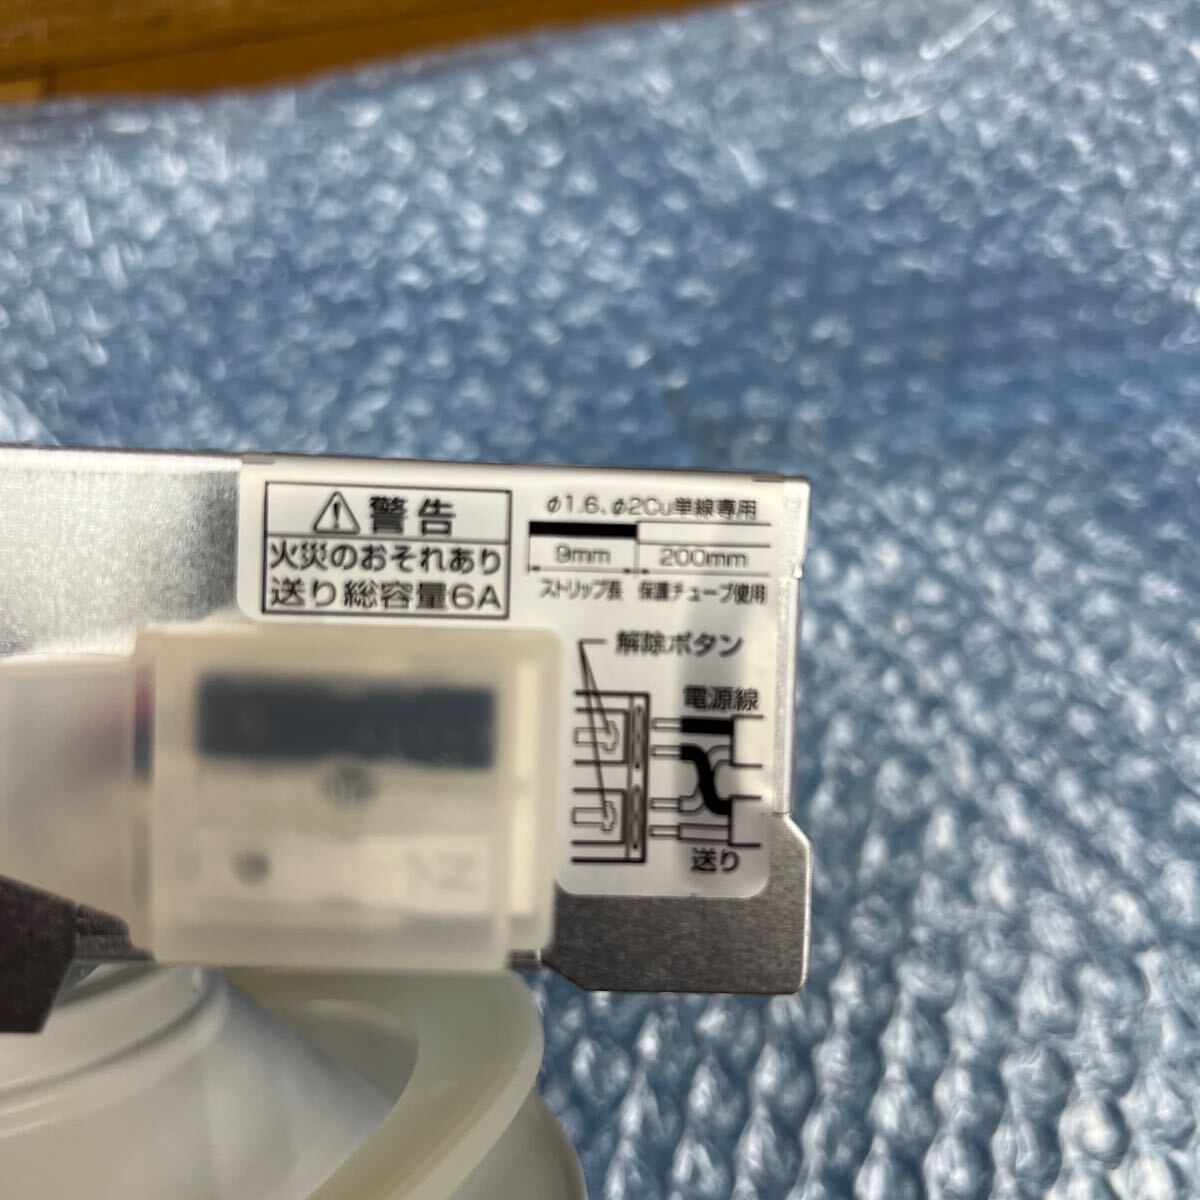 警告
火災のおそれあり
送り総容量6A
φ1.6、φ2Cu単線専用
9mm 200mm
ストリップ長 保護チューブ使用
解除ボタン
電源線
送り